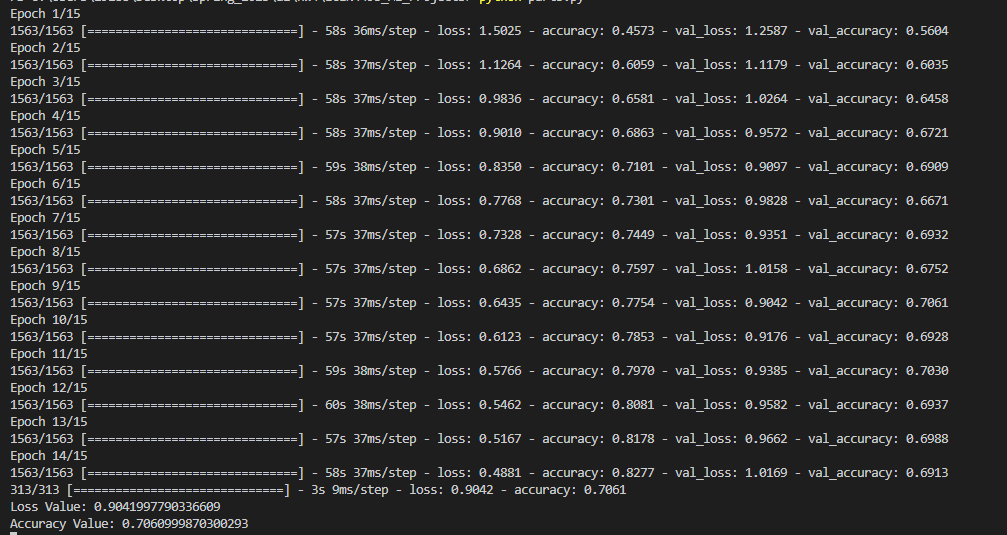 Epoch 1/15
1563/1563 [==============================] - 58s 36ms/step - loss: 1.5025 - accuracy: 0.4573 - val_loss: 1.2587 - val_accuracy: 0.5604
Epoch 2/15
1563/1563 [==============================] - 58s 37ms/step - loss: 1.1264 - accuracy: 0.6059 - val_loss: 1.1179 - val_accuracy: 0.6035
Epoch 3/15
1563/1563 [==============================] - 58s 37ms/step - loss: 0.9836 - accuracy: 0.6581 - val_loss: 1.0264 - val_accuracy: 0.6458
Epoch 4/15
1563/1563 [==============================] - 58s 37ms/step - loss: 0.9010 - accuracy: 0.6863 - val_loss: 0.9572 - val_accuracy: 0.6721
Epoch 5/15
1563/1563 [==============================] - 59s 38ms/step - loss: 0.8350 - accuracy: 0.7101 - val_loss: 0.9097 - val_accuracy: 0.6909
Epoch 6/15
1563/1563 [==============================] - 58s 37ms/step - loss: 0.7768 - accuracy: 0.7301 - val_loss: 0.9828 - val_accuracy: 0.6671
Epoch 7/15
1563/1563 [==============================] - 57s 37ms/step - loss: 0.7328 - accuracy: 0.7449 - val_loss: 0.9351 - val_accuracy: 0.6932
Epoch 8/15
1563/1563 [==============================] - 57s 37ms/step - loss: 0.6862 - accuracy: 0.7597 - val_loss: 1.0158 - val_accuracy: 0.6752
Epoch 9/15
1563/1563 [==============================] - 57s 37ms/step - loss: 0.6435 - accuracy: 0.7754 - val_loss: 0.9042 - val_accuracy: 0.7061
Epoch 10/15
1563/1563 [==============================] - 57s 37ms/step - loss: 0.6123 - accuracy: 0.7853 - val_loss: 0.9176 - val_accuracy: 0.6928
Epoch 11/15
1563/1563 [==============================] - 59s 38ms/step - loss: 0.5766 - accuracy: 0.7970 - val_loss: 0.9385 - val_accuracy: 0.7030
Epoch 12/15
1563/1563 [==============================] - 60s 38ms/step - loss: 0.5462 - accuracy: 0.8081 - val_loss: 0.9582 - val_accuracy: 0.6937
Epoch 13/15
1563/1563 [==============================] - 57s 37ms/step - loss: 0.5167 - accuracy: 0.8178 - val_loss: 0.9662 - val_accuracy: 0.6988
Epoch 14/15
1563/1563 [==============================] - 58s 37ms/step - loss: 0.4881 - accuracy: 0.8277 - val_loss: 1.0169 - val_accuracy: 0.6913
313/313 [==============================] - 3s 9ms/step - loss: 0.9042 - accuracy: 0.7061
Loss Value: 0.9041997790336609
Accuracy Value: 0.7060999870300293